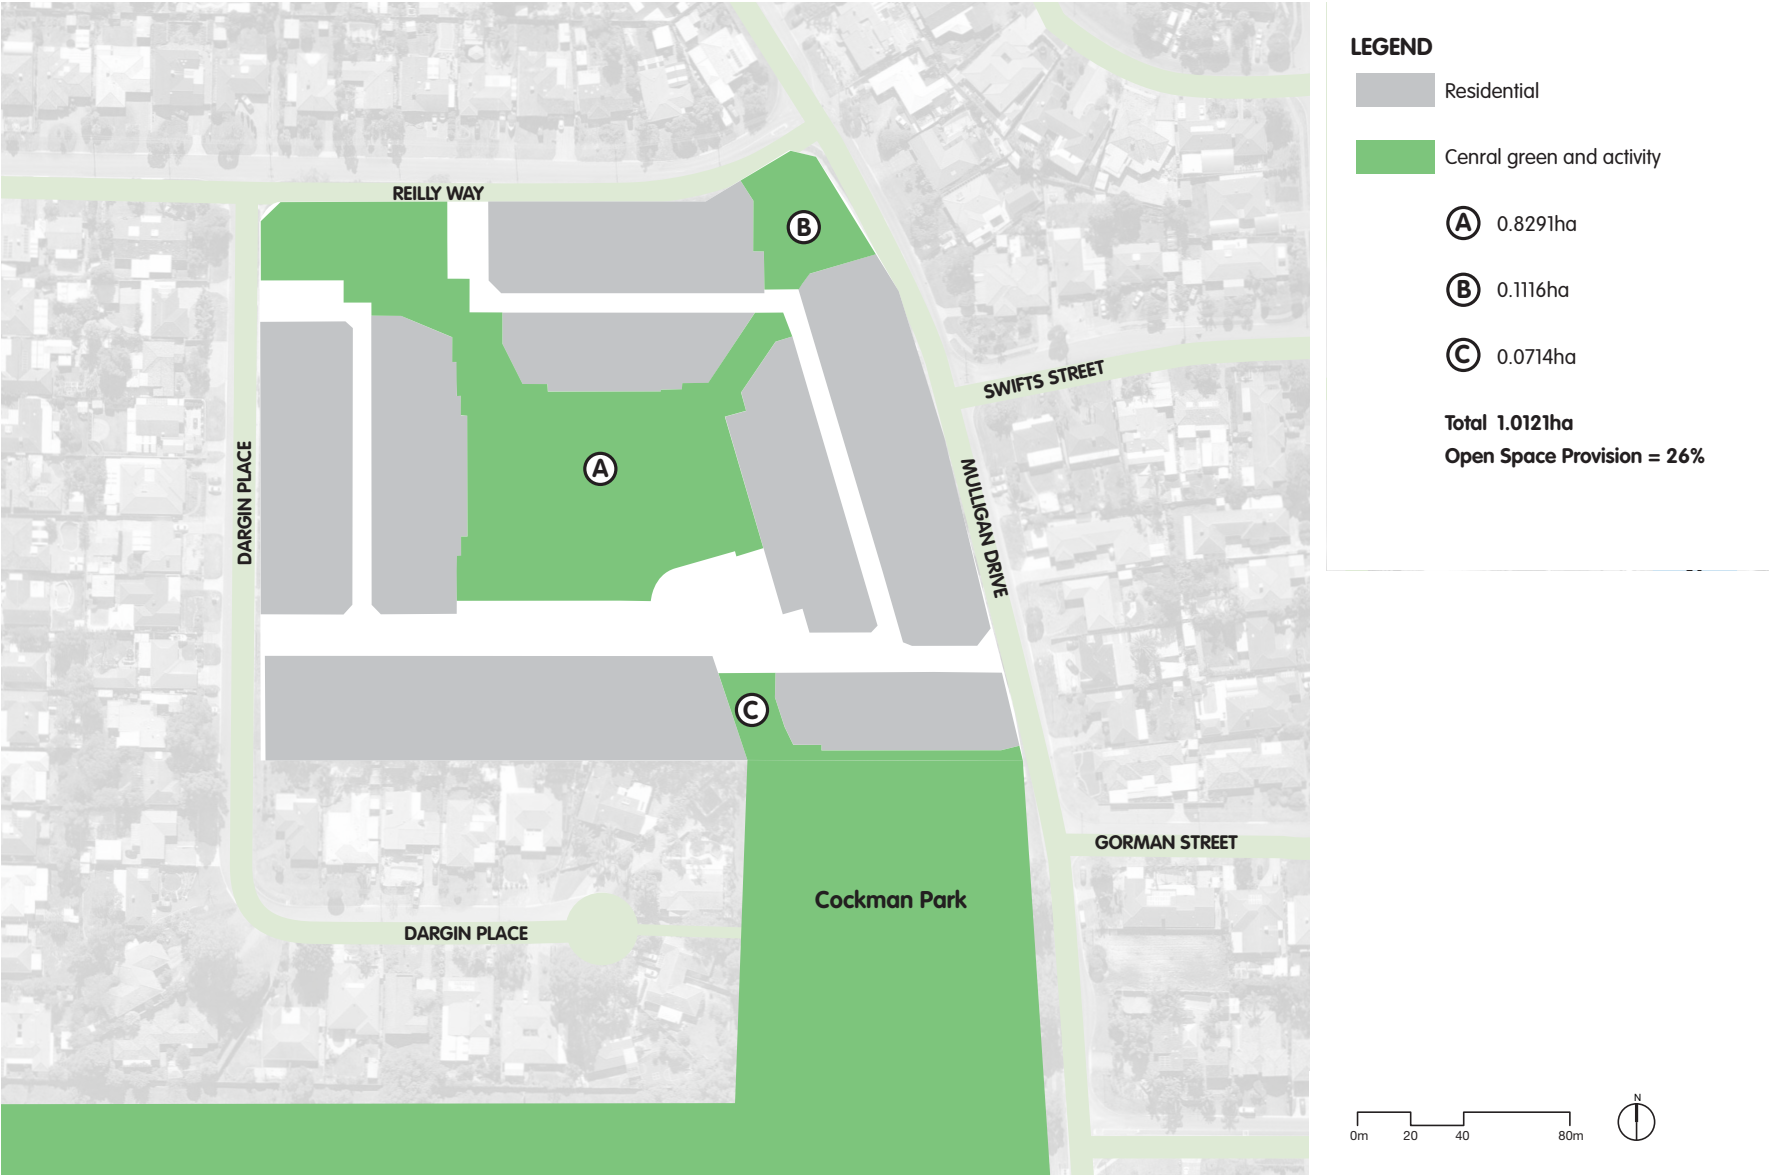 LEGEND
Residential
Cenral green and activity
A 0.8291ha
B 0.1116ha
C 0.0714ha
Total 1.0121ha
Open Space Provision = 26%
REILLY WAY
B
SWIFTS STREET
A
DARGIN PLACE
MULLIGAN DRIVE
C
GORMAN STREET
Cockman Park
DARGIN PLACE
N
0m 20 40 80m